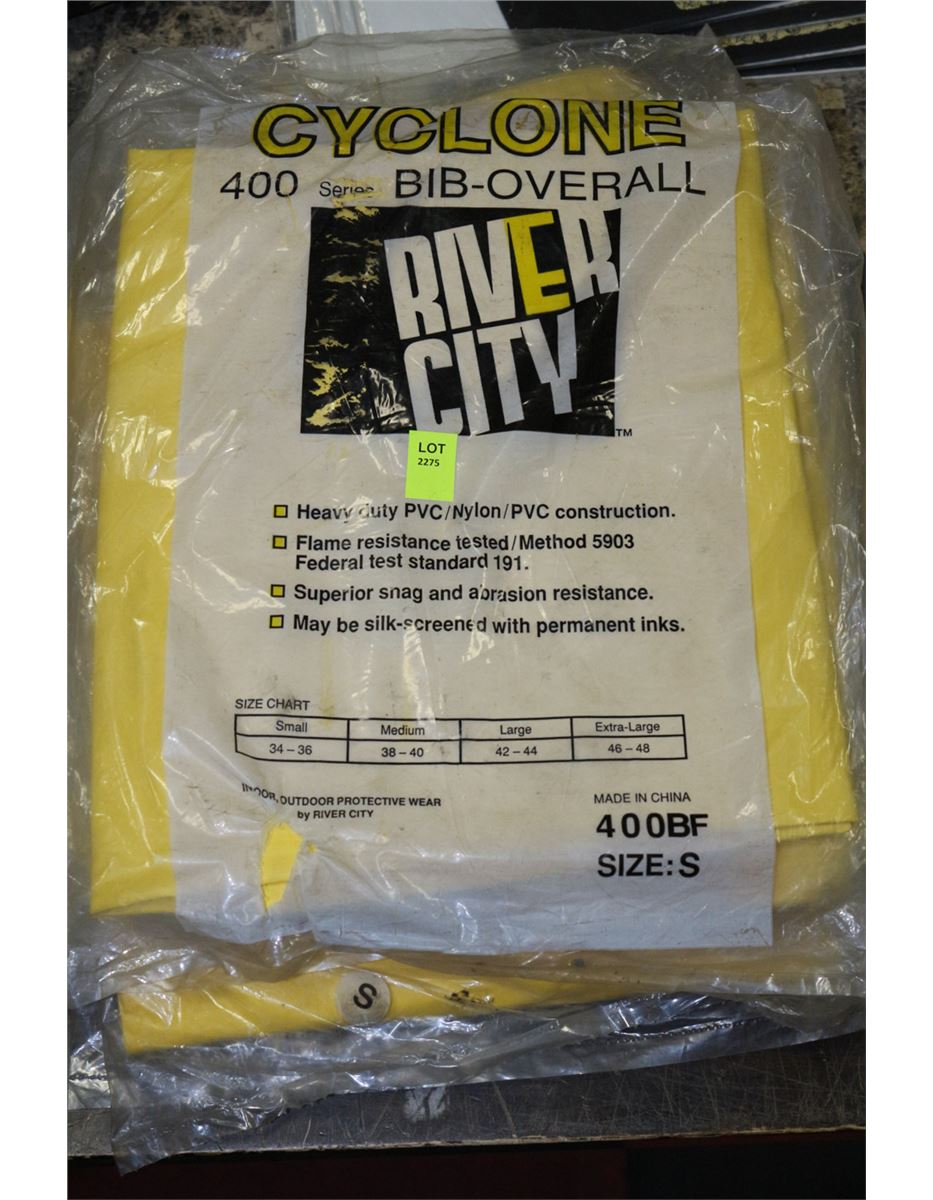 CYCLONE
400 Series BIB-OVERALL
RIVER
CITY
TM
LOT
2275
Heavy duty PVC/Nylon/PVC construction.
Flame resistance tested/Method 5903
Federal test standard 191.
Superior snag and abrasion resistance.
May be silk-screened with permanent inks.
SIZE CHART
Small Medium Large Extra-Large
34 – 36 38 – 40 42 – 44 46 – 48
INDOOR, OUTDOOR PROTECTIVE WEAR
by RIVER CITY
MADE IN CHINA
400BF
SIZE: S
S